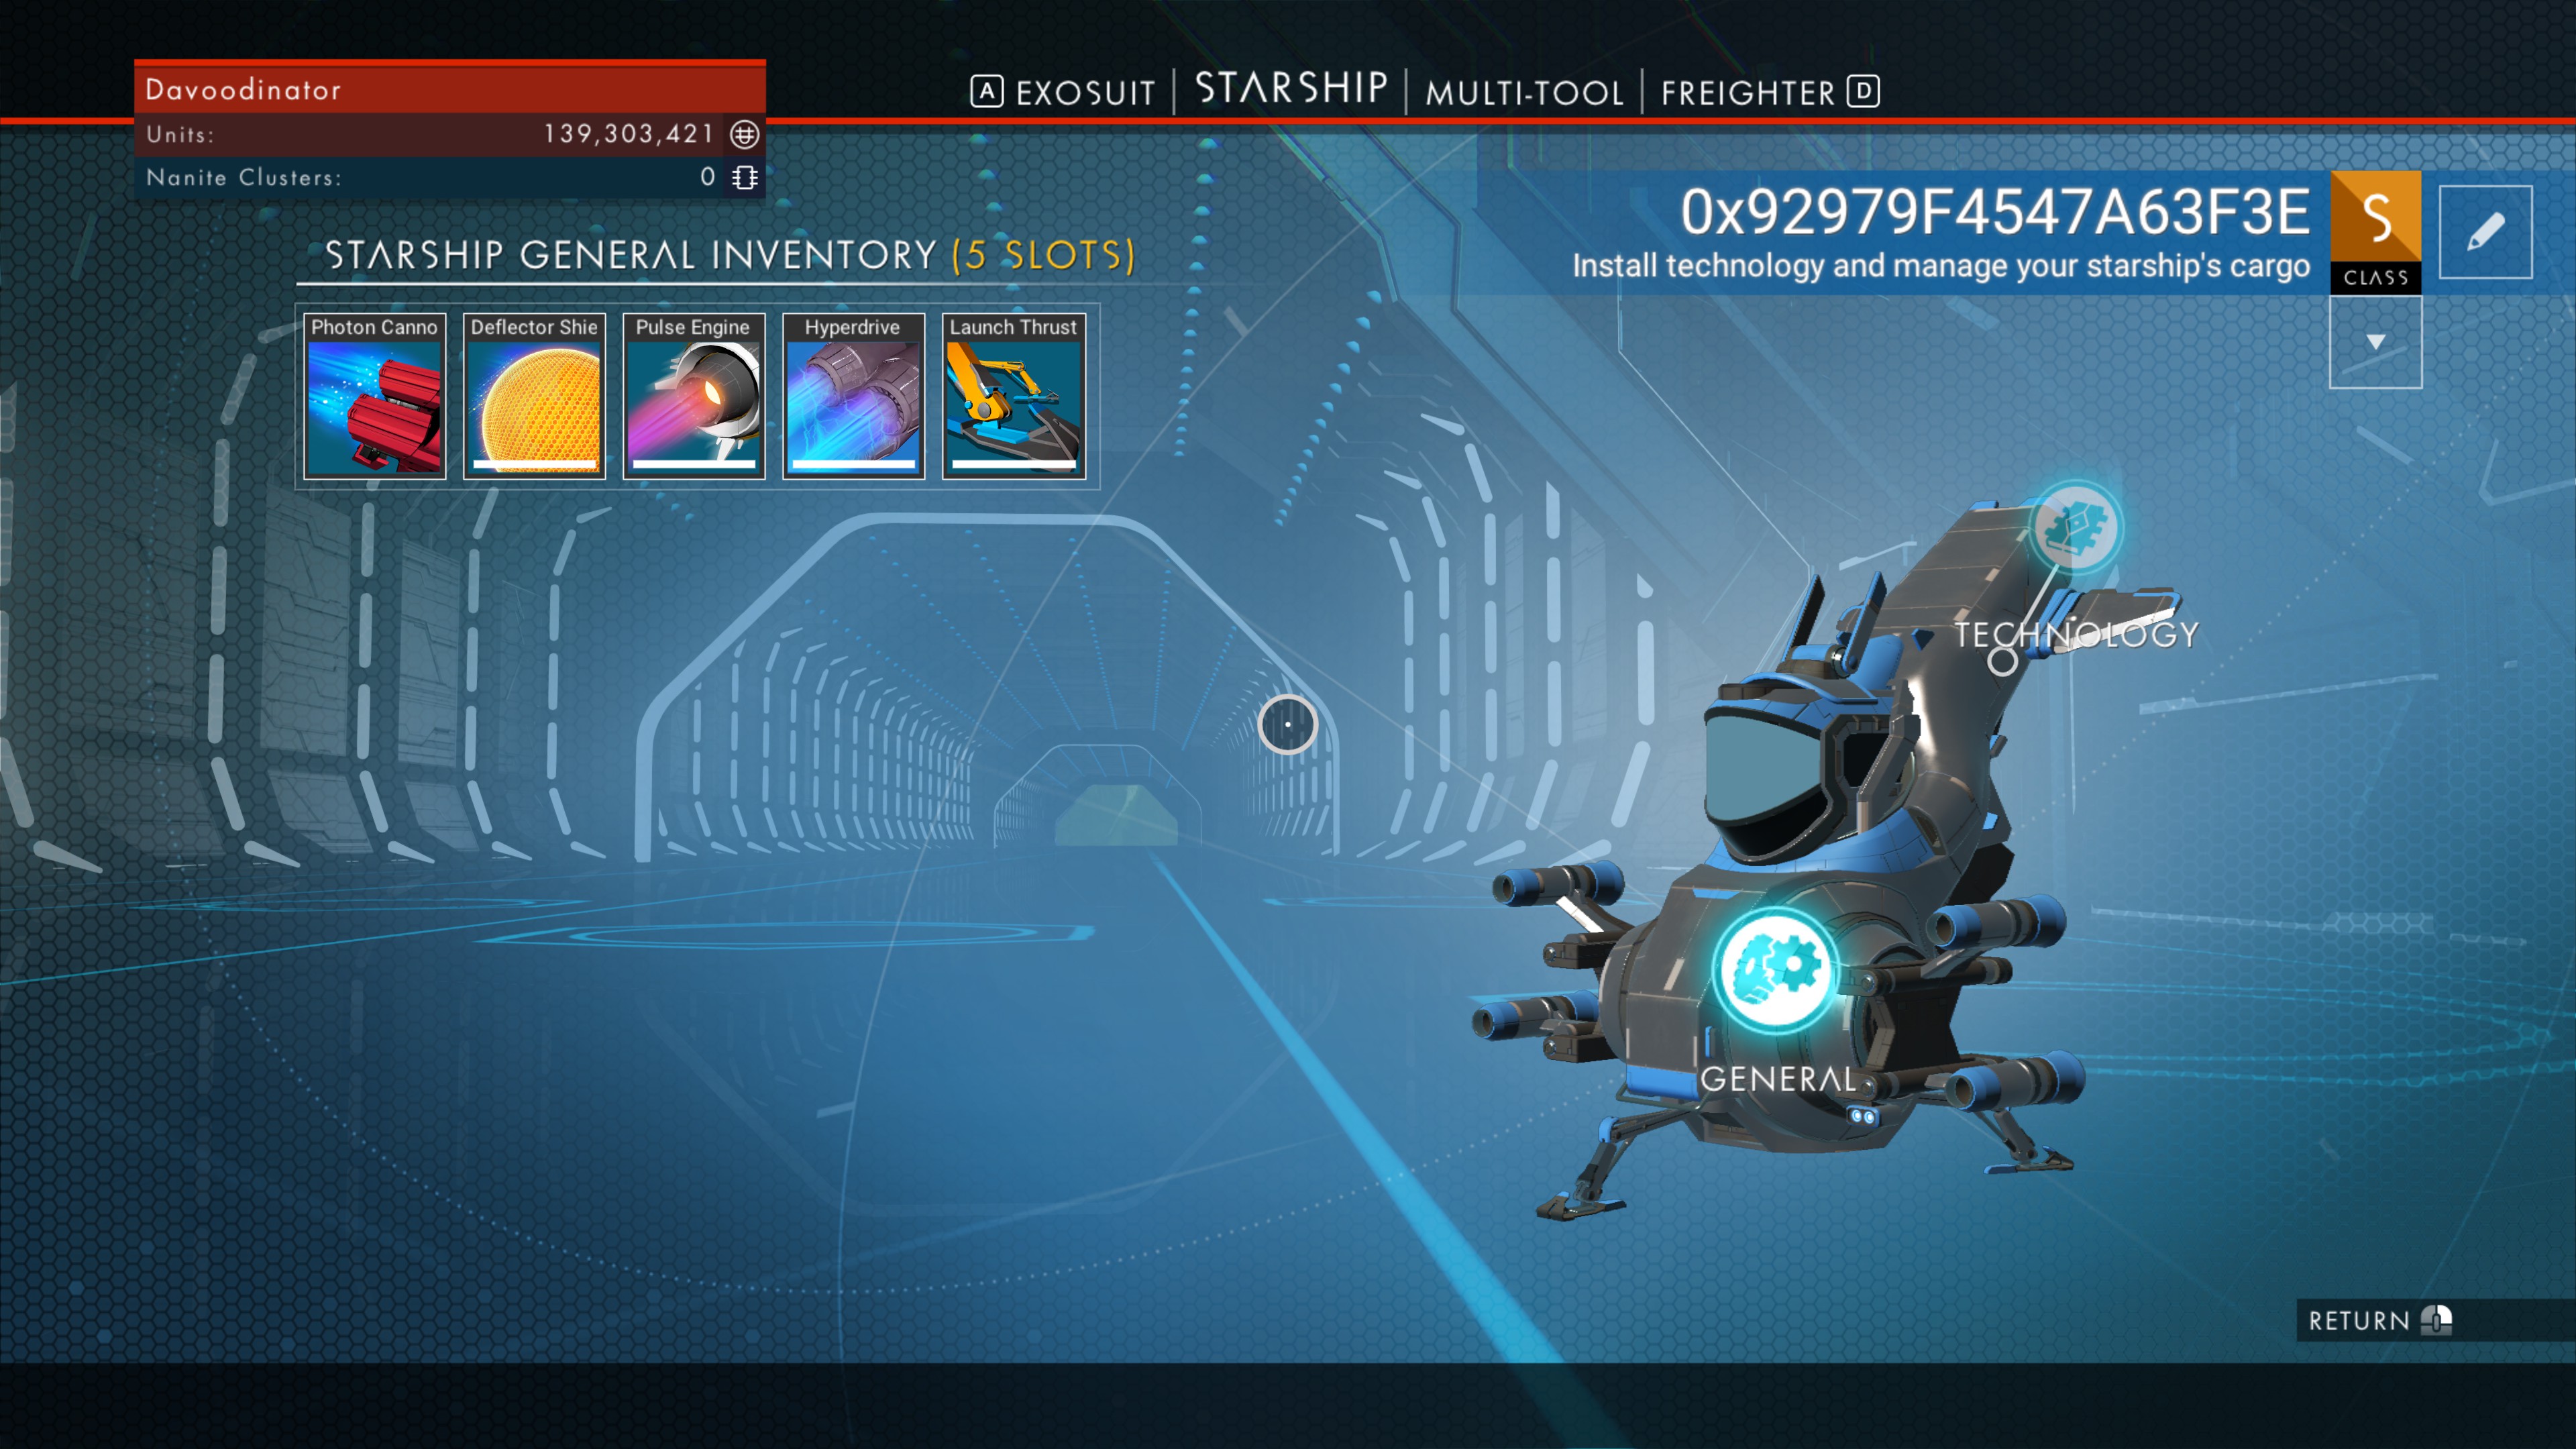 Davoodinator
Units: 139,303,421
Nanite Clusters: 0
A EXOSUIT STARSHIP MULTI-TOOL FREIGHTER D
0x92979F4547A63F3E
Install technology and manage your starship's cargo
S
CLASS
STARSHIP GENERAL INVENTORY (5 SLOTS)
Photon Canno Deflector Shie Pulse Engine Hyperdrive Launch Thrust
TECHNOLOGY
GENERAL
RETURN